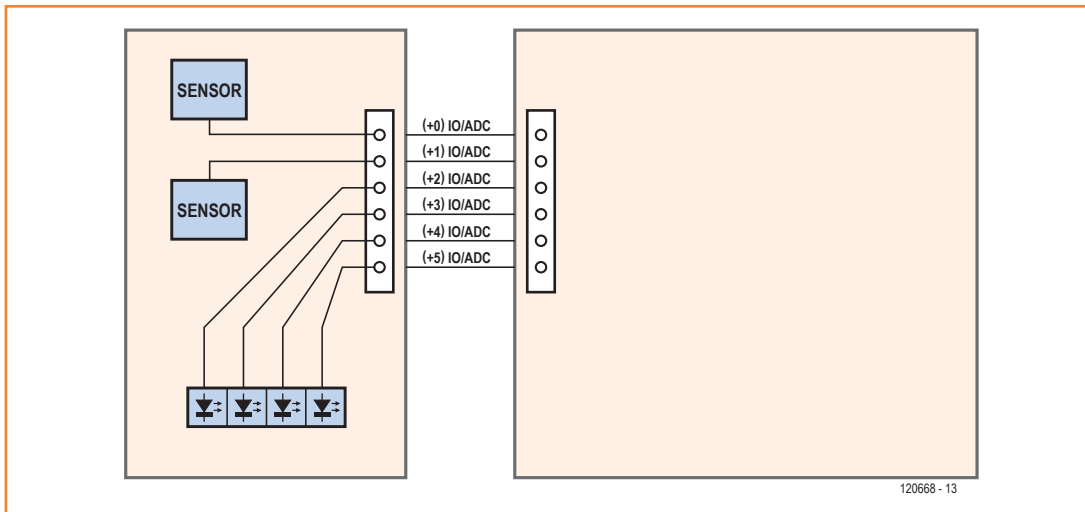 SENSOR
SENSOR
(+0) IO/ADC
(+1) IO/ADC
(+2) IO/ADC
(+3) IO/ADC
(+4) IO/ADC
(+5) IO/ADC
120668 - 13